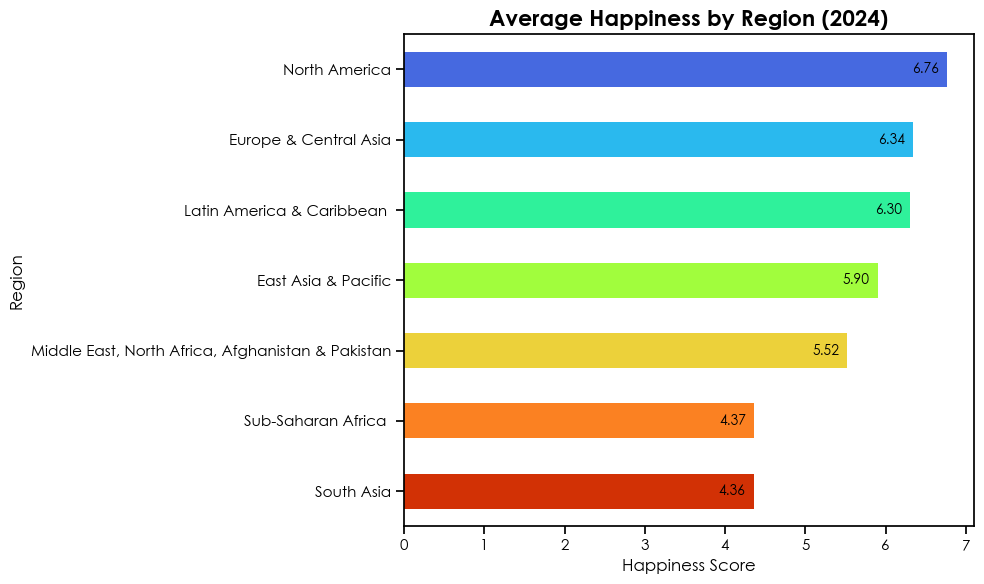 Average Happiness by Region (2024)
Region
North America 6.76
Europe & Central Asia 6.34
Latin America & Caribbean 6.30
East Asia & Pacific 5.90
Middle East, North Africa, Afghanistan & Pakistan 5.52
Sub-Saharan Africa 4.37
South Asia 4.36
0 1 2 3 4 5 6 7
Happiness Score